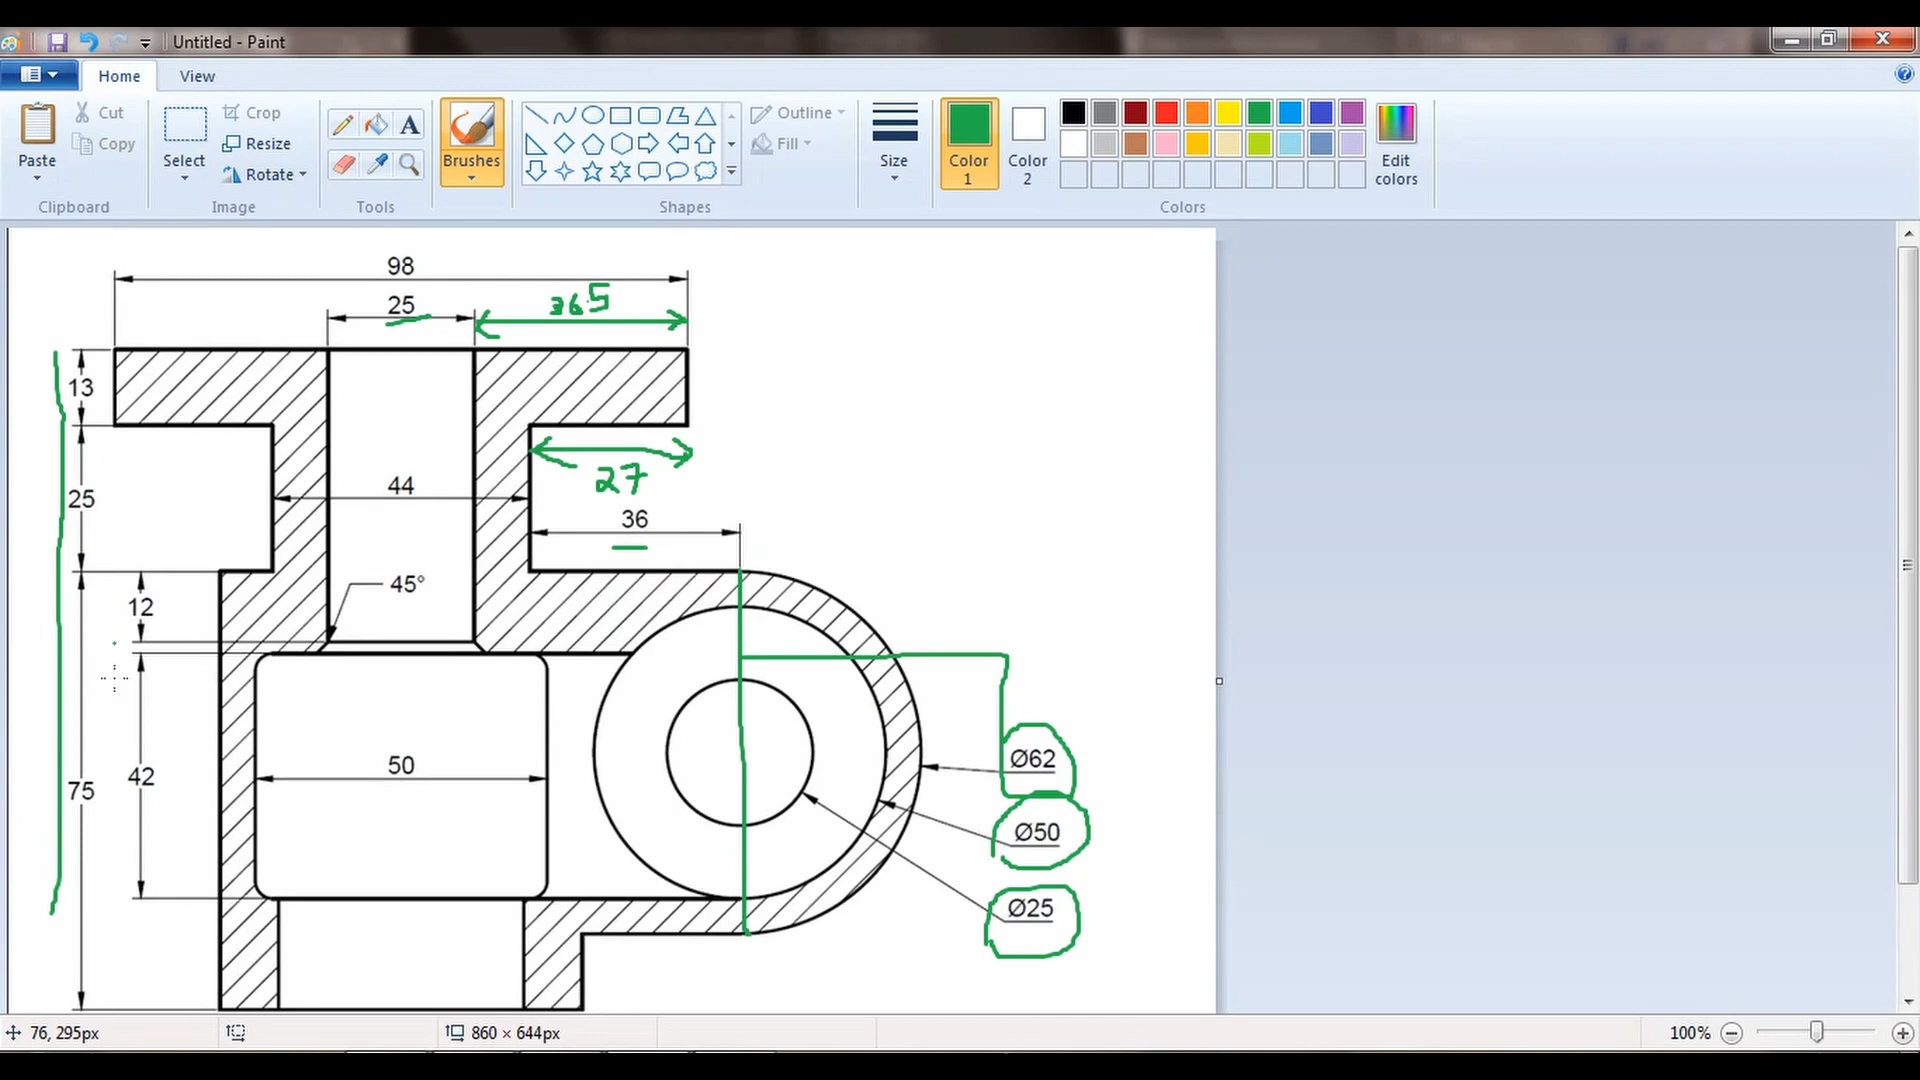 Untitled - Paint
Home View
Paste
Cut
Copy
Clipboard
Select
Crop
Resize
Rotate
Image
A
Tools
Brushes
Shapes
Outline
Fill
Size
Color 1
Color 2
Edit colors
Colors
98
25
36.5
13
27
25
44
36
45°
12
50
42
75
Ø62
Ø50
Ø25
76, 295px
860 × 644px
100%